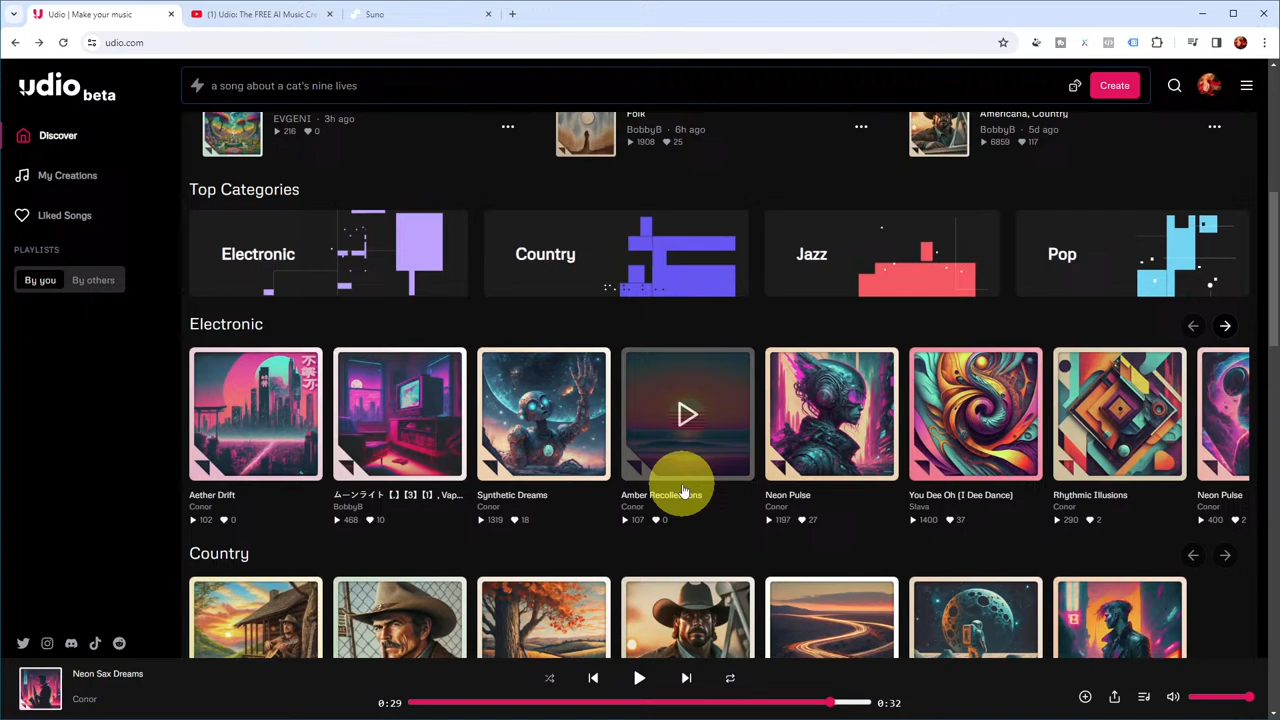 Udio | Make your music
(1) Udio: The FREE AI Music Cre
Suno
udio.com
udio beta
a song about a cat's nine lives
Create
Discover
My Creations
Liked Songs
PLAYLISTS
By you
By others
EVGENI · 3h ago
216 0
Folk
BobbyB · 6h ago
1908 25
Americana, Country
BobbyB · 5d ago
6859 117
Top Categories
Electronic
Country
Jazz
Pop
Electronic
Aether Drift
Conor
102 0
ムーンライト【.】【3】【1】, Vap...
BobbyB
468 10
Synthetic Dreams
Conor
1319 18
Amber Recollections
Conor
107 0
Neon Pulse
Conor
1197 27
You Dee Oh (I Dee Dance)
Slava
1400 37
Rhythmic Illusions
Conor
290 2
Neon Pulse
Conor
400 2
Country
Neon Sax Dreams
Conor
0:29
0:32